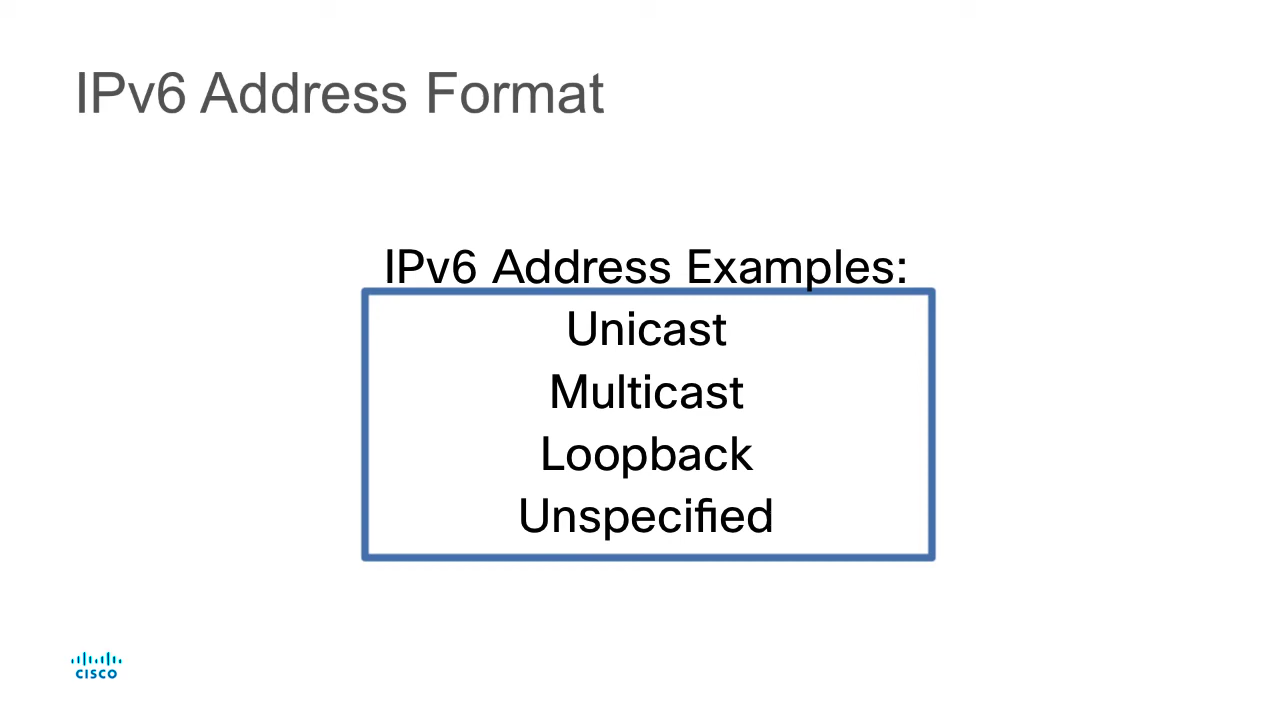 IPv6 Address Format
IPv6 Address Examples:
Unicast
Multicast
Loopback
Unspecified
CISCO